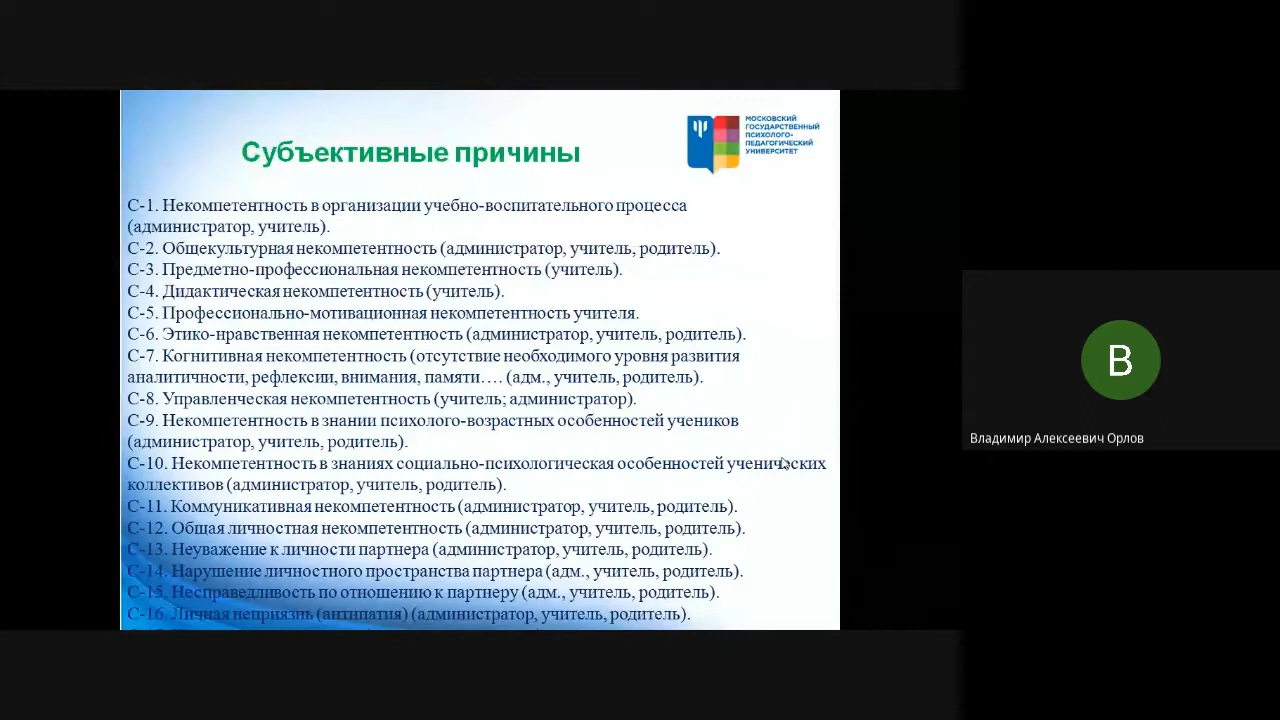 Субъективные причины
МОСКОВСКИЙ
ГОСУДАРСТВЕННЫЙ
ПСИХОЛОГО-
ПЕДАГОГИЧЕСКИЙ
УНИВЕРСИТЕТ
С-1. Некомпетентность в организации учебно-воспитательного процесса
(администратор, учитель).
С-2. Общекультурная некомпетентность (администратор, учитель, родитель).
С-3. Предметно-профессиональная некомпетентность (учитель).
С-4. Дидактическая некомпетентность (учитель).
С-5. Профессионально-мотивационная некомпетентность учителя.
С-6. Этико-нравственная некомпетентность (администратор, учитель, родитель).
С-7. Когнитивная некомпетентность (отсутствие необходимого уровня развития
аналитичности, рефлексии, внимания, памяти…. (адм., учитель, родитель).
С-8. Управленческая некомпетентность (учитель; администратор).
С-9. Некомпетентность в знании психолого-возрастных особенностей учеников
(администратор, учитель, родитель).
С-10. Некомпетентность в знаниях социально-психологическая особенностей ученических
коллективов (администратор, учитель, родитель).
С-11. Коммуникативная некомпетентность (администратор, учитель, родитель).
С-12. Общая личностная некомпетентность (администратор, учитель, родитель).
С-13. Неуважение к личности партнера (администратор, учитель, родитель).
С-14. Нарушение личностного пространства партнера (адм., учитель, родитель).
С-15. Несправедливость по отношению к партнеру (адм., учитель, родитель).
С-16. Личная неприязнь (антипатия) (администратор, учитель, родитель).
В
Владимир Алексеевич Орлов